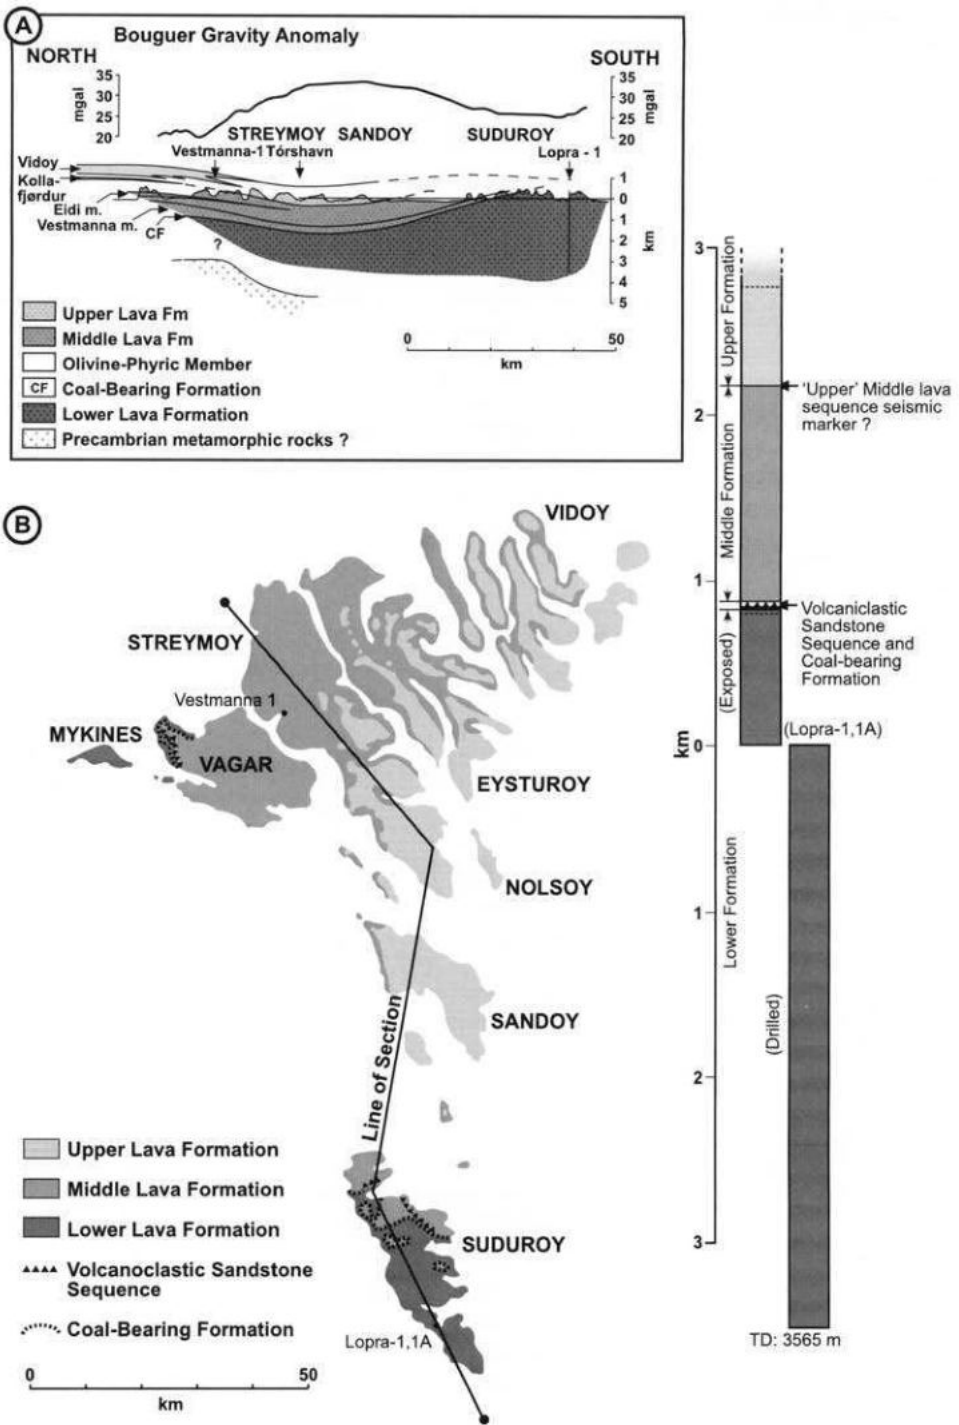 A
Bouguer Gravity Anomaly
NORTH
SOUTH
mgal
35
30
25
20
35
30
25
20
mgal
STREYMOY SANDOY SUDUROY
Vestmanna-1 Tórshavn
Lopra - 1
Vidoy
Kolla-
fjørdur
Eidi m.
Vestmanna m.
CF
?
1
0
1
2
3
4
5
km
Upper Lava Fm
Middle Lava Fm
Olivine-Phyric Member
CF Coal-Bearing Formation
Lower Lava Formation
Precambrian metamorphic rocks ?
0 50
km
B
VIDOY
STREYMOY
Vestmanna 1
MYKINES
VAGAR
EYSTUROY
NOLSOY
SANDOY
Line of Section
SUDUROY
Lopra-1,1A
Upper Lava Formation
Middle Lava Formation
Lower Lava Formation
Volcanoclastic Sandstone
Sequence
Coal-Bearing Formation
0 50
km
3
2
1
0
1
2
3
km
Upper Formation
Middle Formation
(Exposed)
Lower Formation
(Drilled)
'Upper' Middle lava
sequence seismic
marker ?
Volcaniclastic
Sandstone
Sequence and
Coal-bearing
Formation
(Lopra-1,1A)
TD: 3565 m